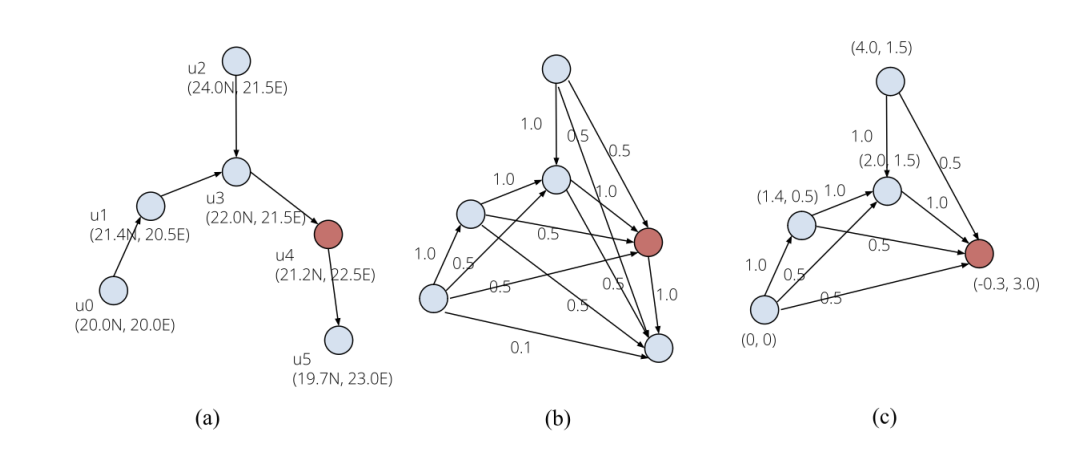 u2
(24.0N, 21.5E)
u3
(22.0N, 21.5E)
u1
(21.4N, 20.5E)
u4
(21.2N, 22.5E)
u0
(20.0N, 20.0E)
u5
(19.7N, 23.0E)
(a)
1.0
0.5
0.5
1.0
1.0
0.5
1.0
0.5
0.5
0.5
0.5
1.0
0.1
(b)
(4.0, 1.5)
1.0
(2.0, 1.5)
0.5
(1.4, 0.5)
1.0
1.0
0.5
1.0
0.5
0.5
(-0.3, 3.0)
(0, 0)
(c)